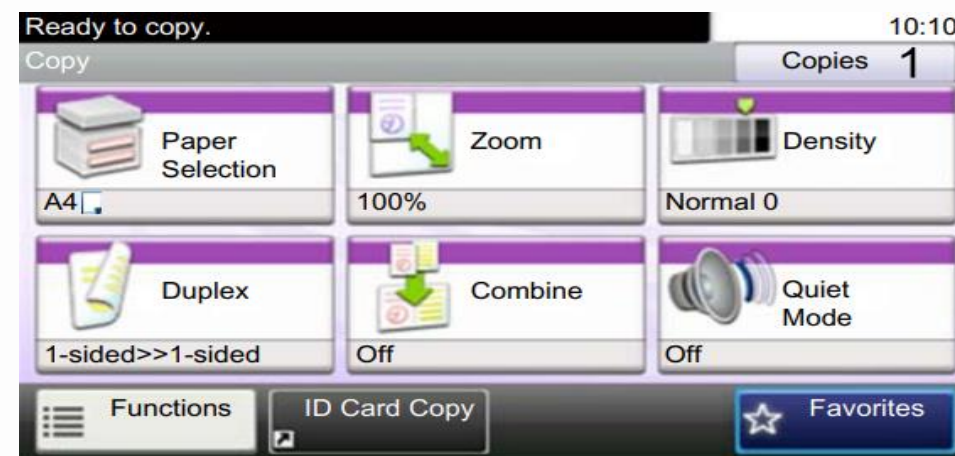 Ready to copy.
10:10
Copy
Copies 1
Paper
Selection
Zoom
Density
A4
100%
Normal 0
Duplex
Combine
Quiet
Mode
1-sided>>1-sided
Off
Off
Functions
ID Card Copy
Favorites